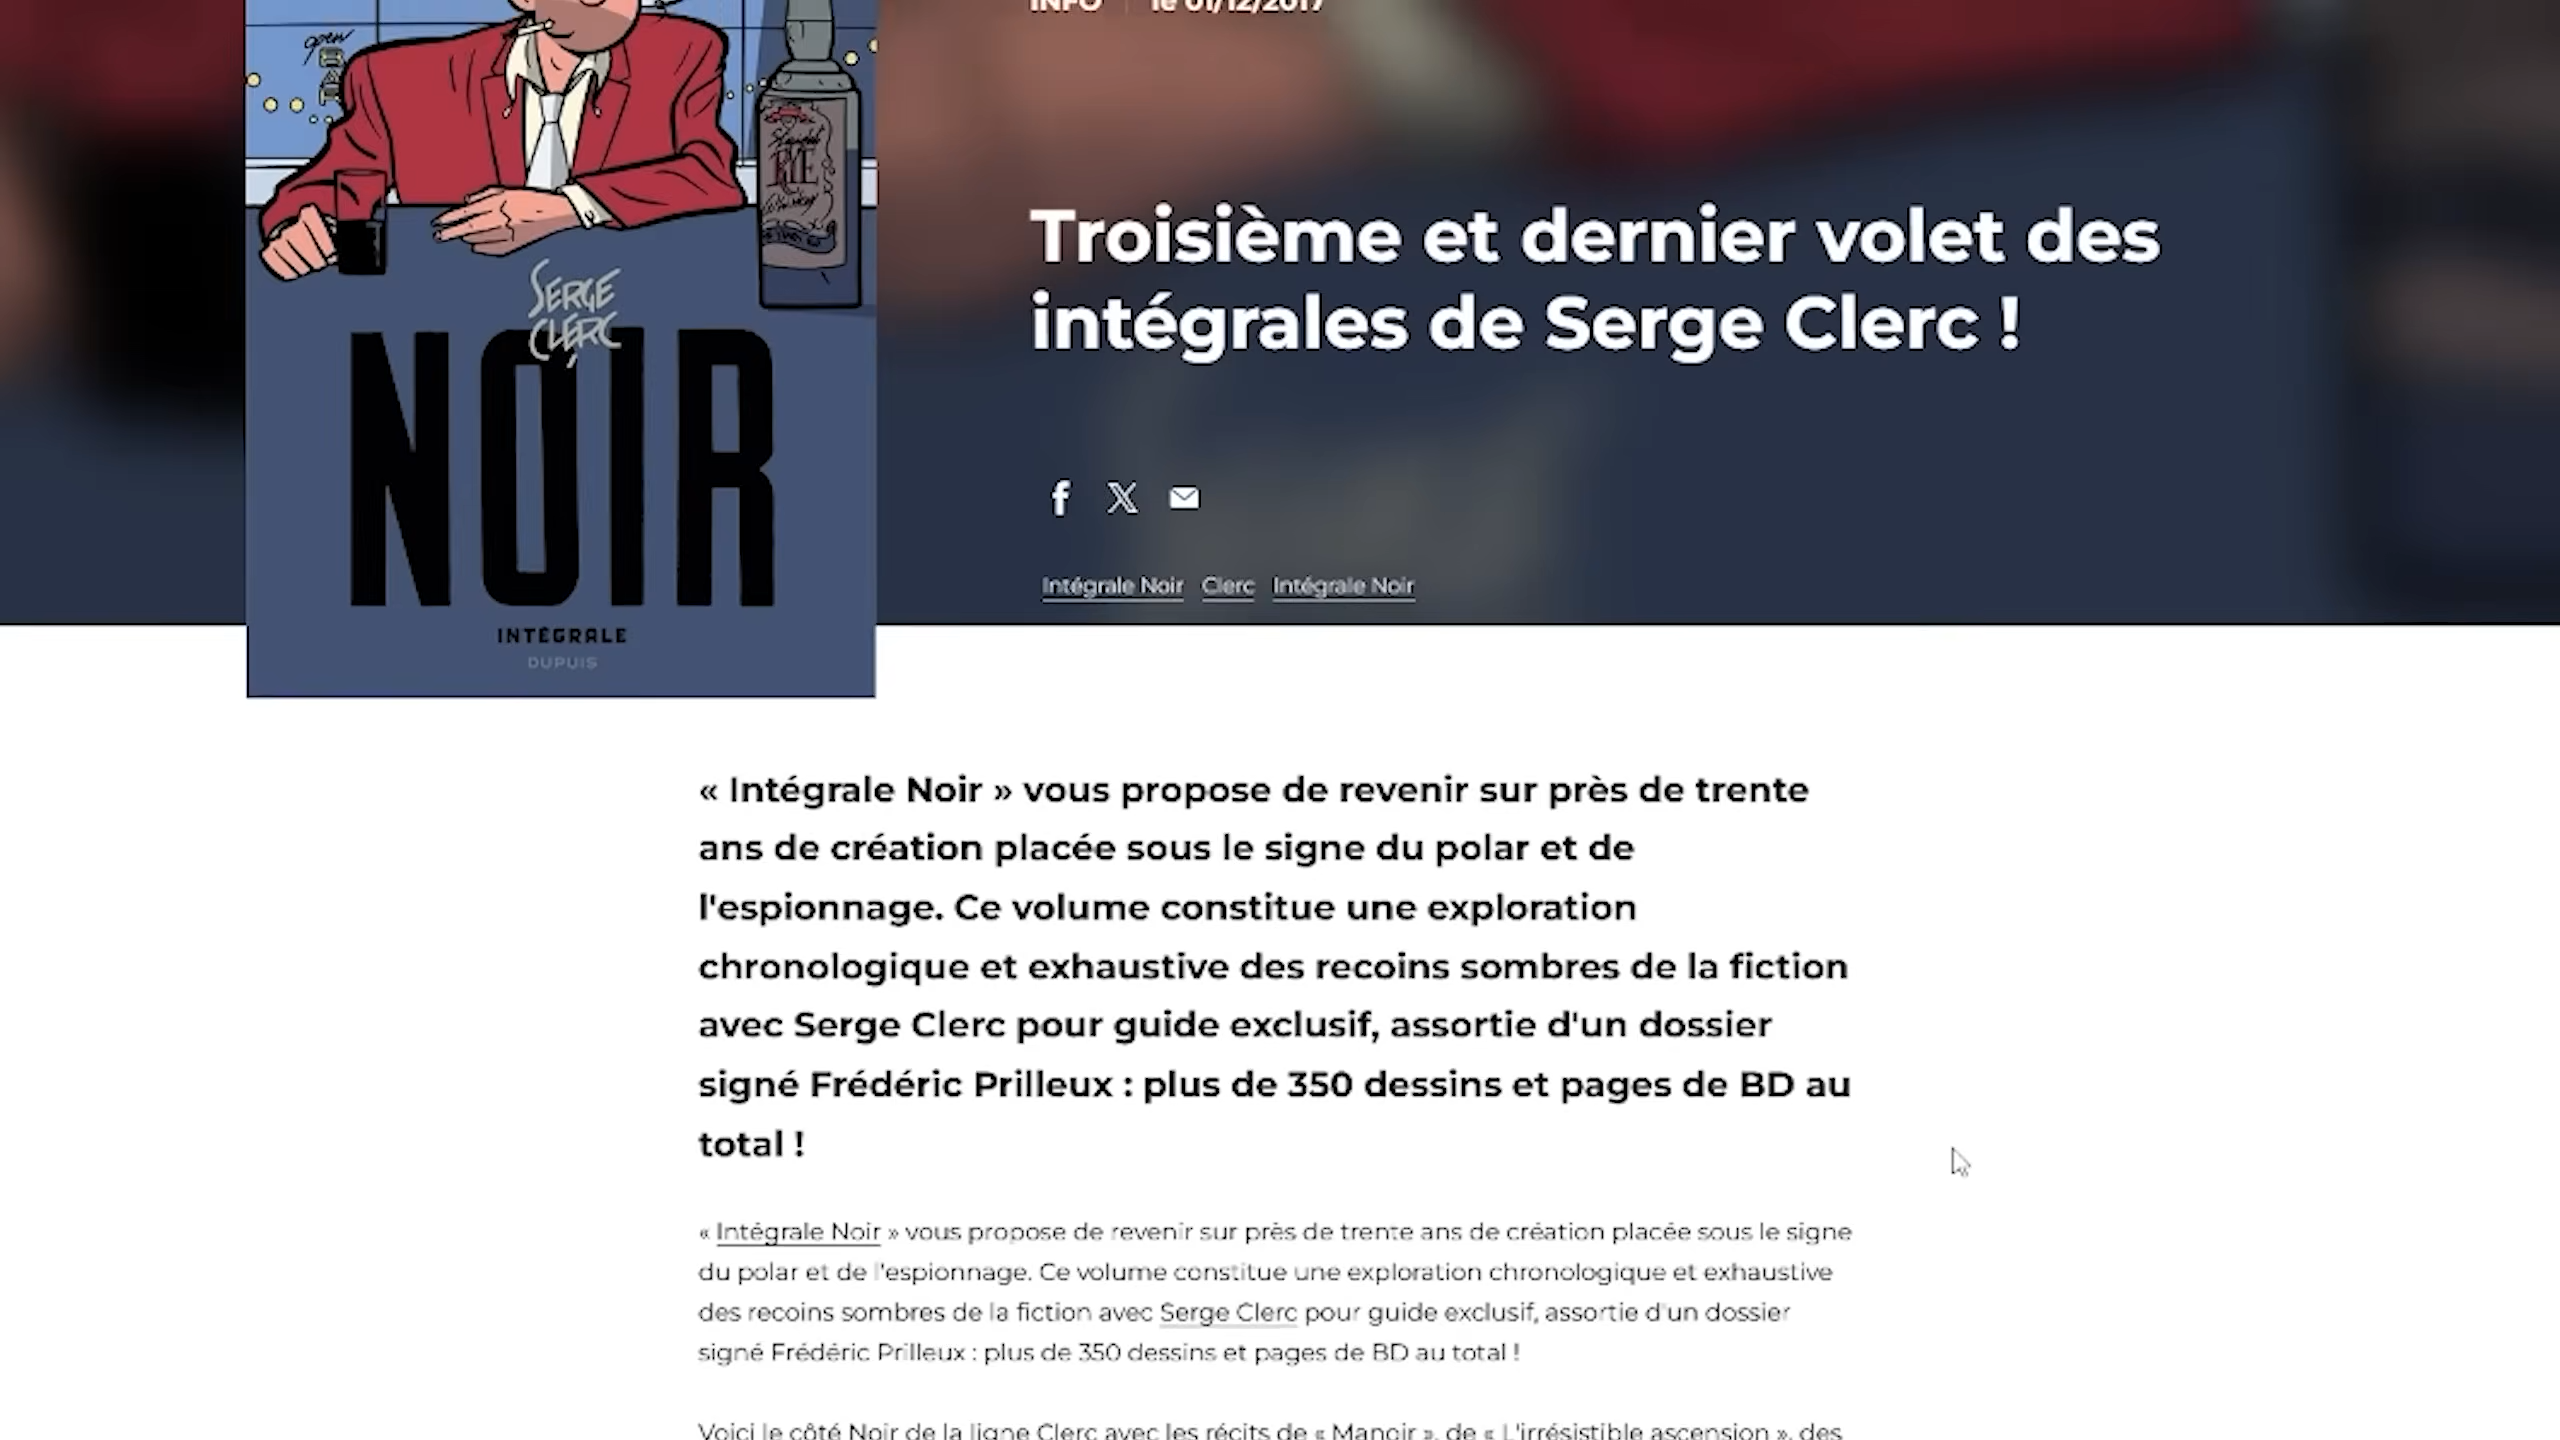 INFO le 01/12/2017
open
BAR
RYE
SERGE
CLERC
NOIR
INTÉGRALE
DUPUIS
Troisième et dernier volet des
intégrales de Serge Clerc !
Intégrale Noir Clerc Intégrale Noir
« Intégrale Noir » vous propose de revenir sur près de trente
ans de création placée sous le signe du polar et de
l'espionnage. Ce volume constitue une exploration
chronologique et exhaustive des recoins sombres de la fiction
avec Serge Clerc pour guide exclusif, assortie d'un dossier
signé Frédéric Prilleux : plus de 350 dessins et pages de BD au
total !
« Intégrale Noir » vous propose de revenir sur près de trente ans de création placée sous le signe
du polar et de l'espionnage. Ce volume constitue une exploration chronologique et exhaustive
des recoins sombres de la fiction avec Serge Clerc pour guide exclusif, assortie d'un dossier
signé Frédéric Prilleux : plus de 350 dessins et pages de BD au total !
Voici le côté Noir de la ligne Clerc avec les récits de « Manoir », de « L'irrésistible ascension », des